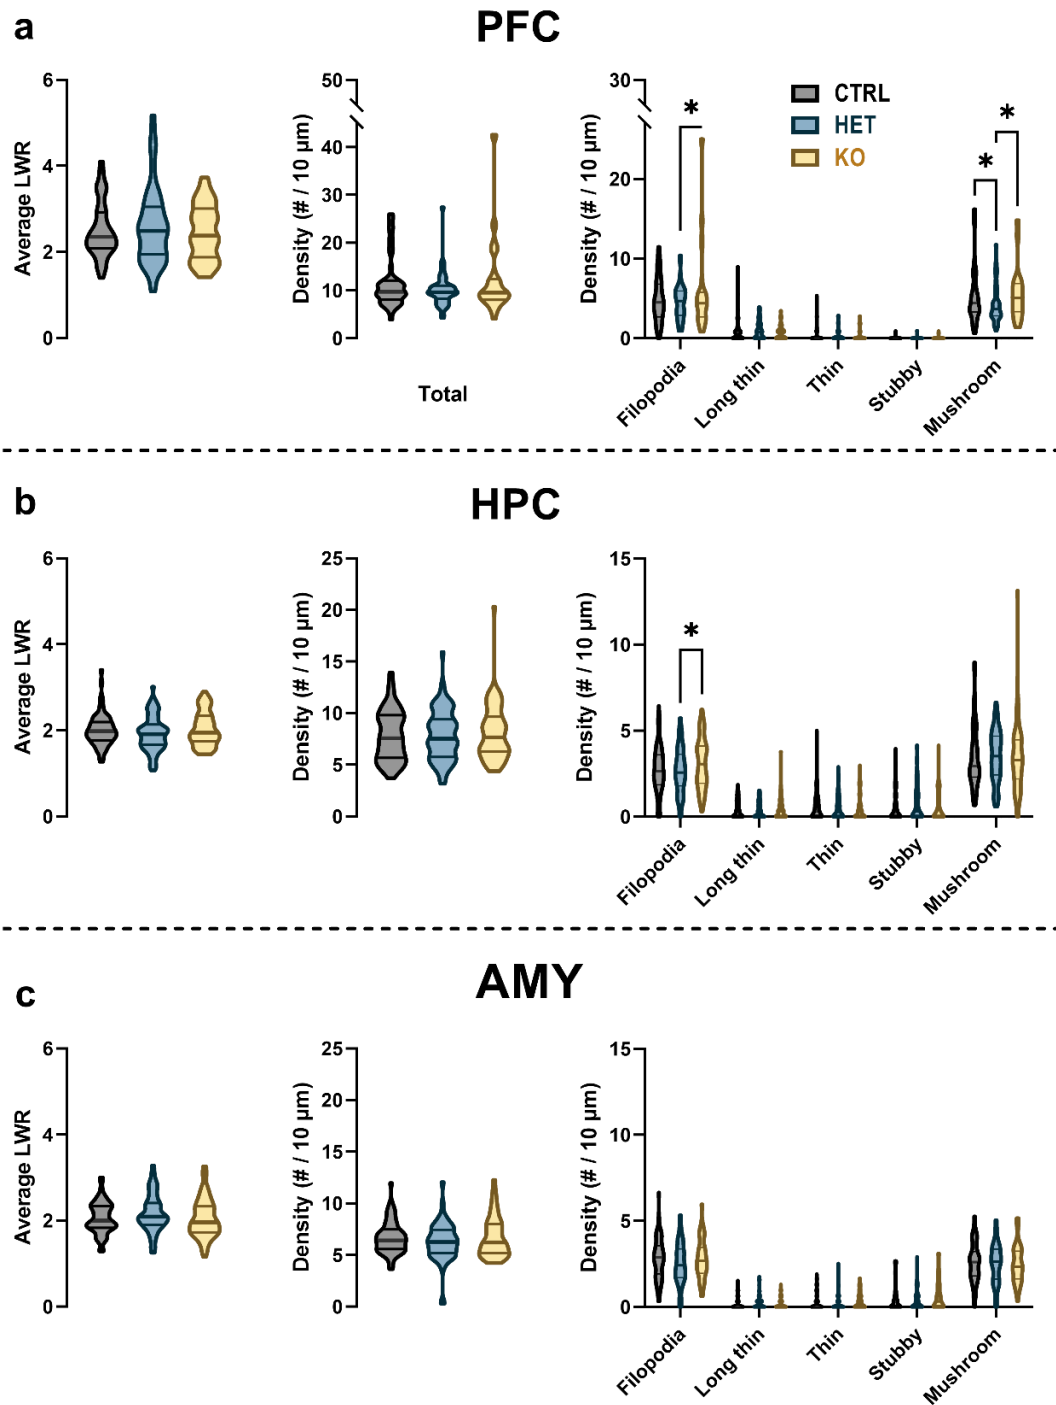 a
PFC
6
4
2
0
Average LWR
50
40
30
20
10
0
Density (# / 10 µm)
Total
30
20
10
0
Density (# / 10 µm)
CTRL
HET
KO
*
*
*
Filopodia
Long thin
Thin
Stubby
Mushroom
b
HPC
6
4
2
0
Average LWR
25
20
15
10
5
0
Density (# / 10 µm)
15
10
5
0
Density (# / 10 µm)
*
Filopodia
Long thin
Thin
Stubby
Mushroom
c
AMY
6
4
2
0
Average LWR
25
20
15
10
5
0
Density (# / 10 µm)
15
10
5
0
Density (# / 10 µm)
Filopodia
Long thin
Thin
Stubby
Mushroom